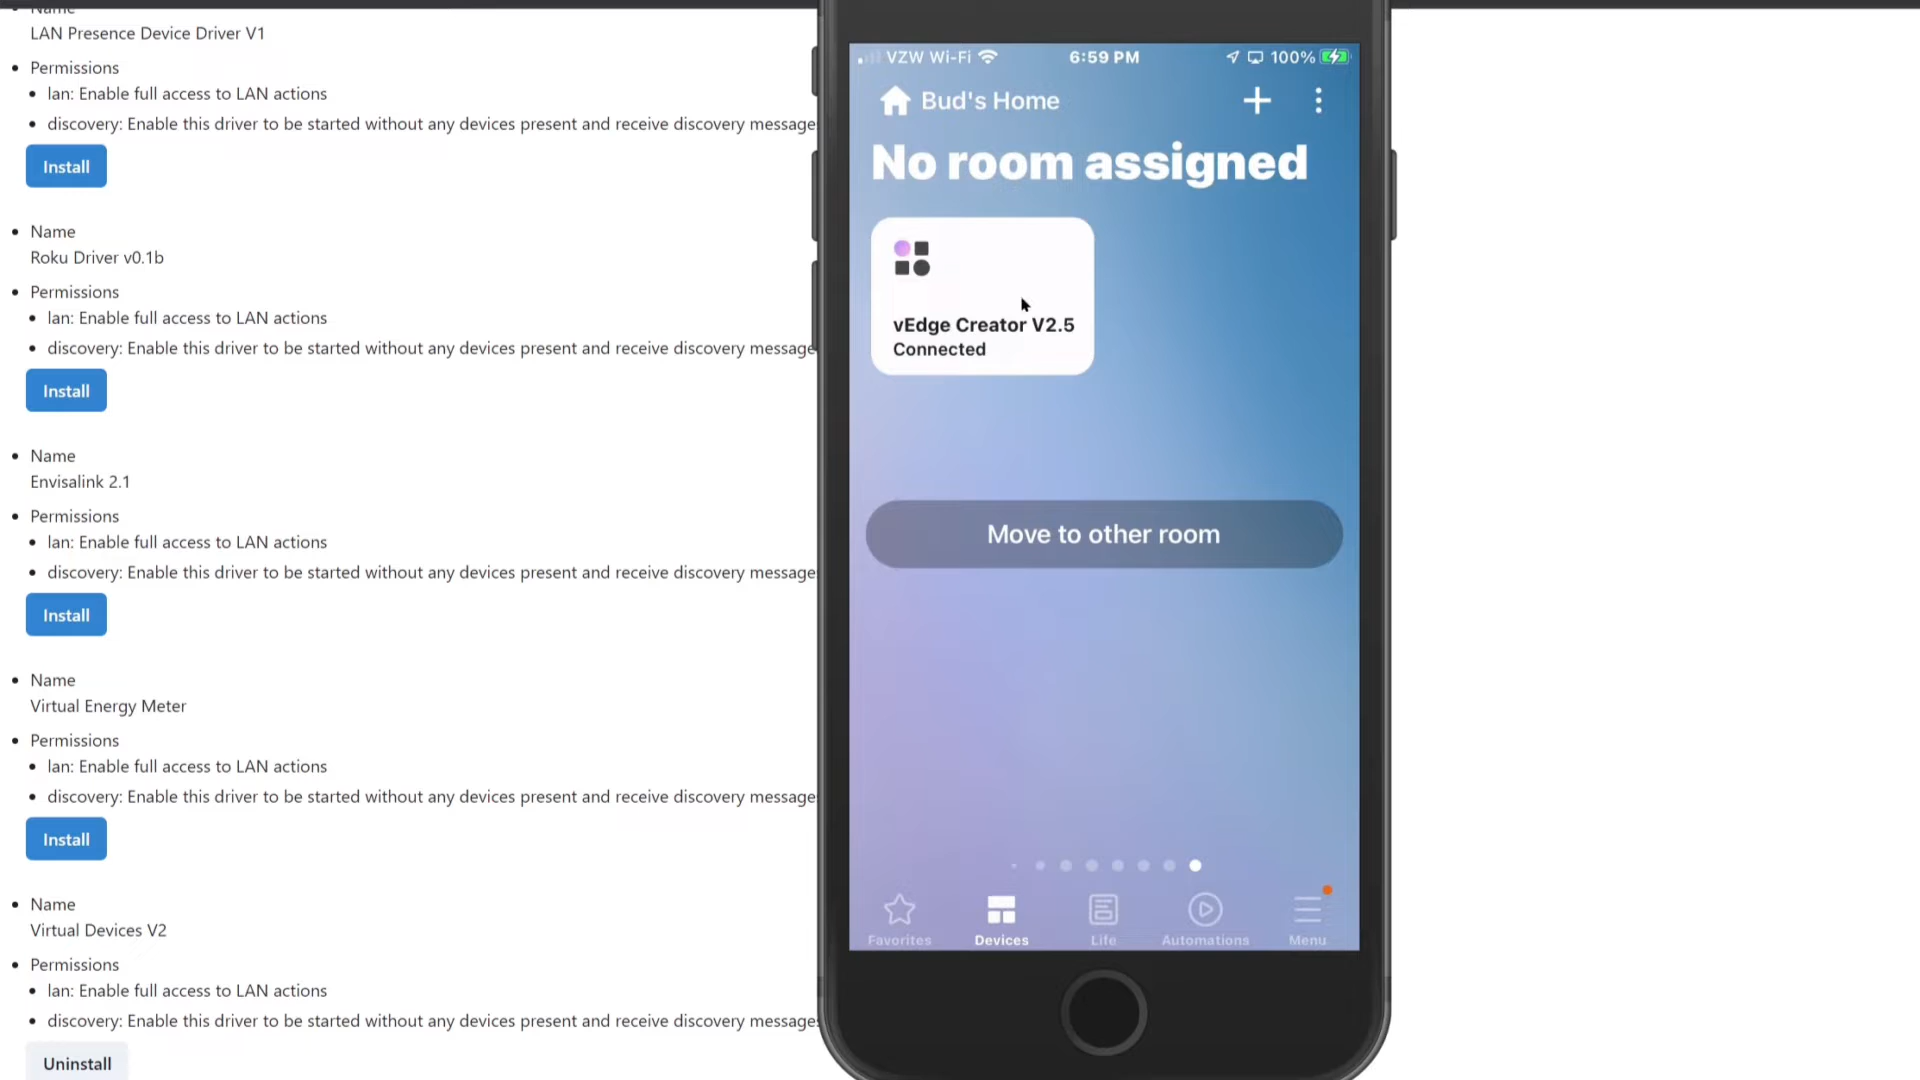 Name
LAN Presence Device Driver V1
Permissions
lan: Enable full access to LAN actions
discovery: Enable this driver to be started without any devices present and receive discovery message
Install
Name
Roku Driver v0.1b
Permissions
lan: Enable full access to LAN actions
discovery: Enable this driver to be started without any devices present and receive discovery message
Install
Name
Envisalink 2.1
Permissions
lan: Enable full access to LAN actions
discovery: Enable this driver to be started without any devices present and receive discovery message
Install
Name
Virtual Energy Meter
Permissions
lan: Enable full access to LAN actions
discovery: Enable this driver to be started without any devices present and receive discovery message
Install
Name
Virtual Devices V2
Permissions
lan: Enable full access to LAN actions
discovery: Enable this driver to be started without any devices present and receive discovery message
Uninstall
VZW Wi-Fi 6:59 PM 100%
Bud's Home
No room assigned
vEdge Creator V2.5
Connected
Move to other room
Favorites Devices Life Automations Menu